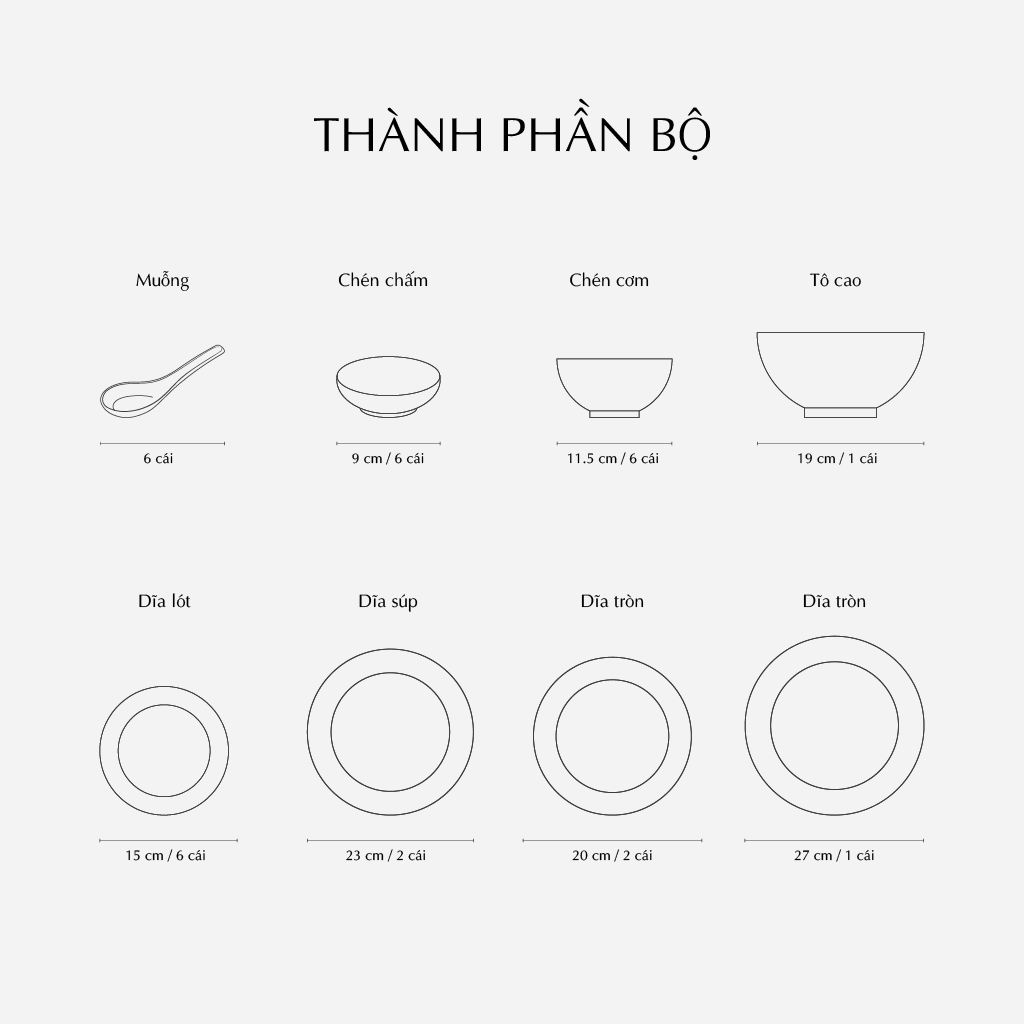 THÀNH PHẦN BỘ
Muỗng
Chén chấm
Chén cơm
Tô cao
6 cái
9 cm / 6 cái
11.5 cm / 6 cái
19 cm / 1 cái
Dĩa lót
Dĩa súp
Dĩa tròn
Dĩa tròn
15 cm / 6 cái
23 cm / 2 cái
20 cm / 2 cái
27 cm / 1 cái